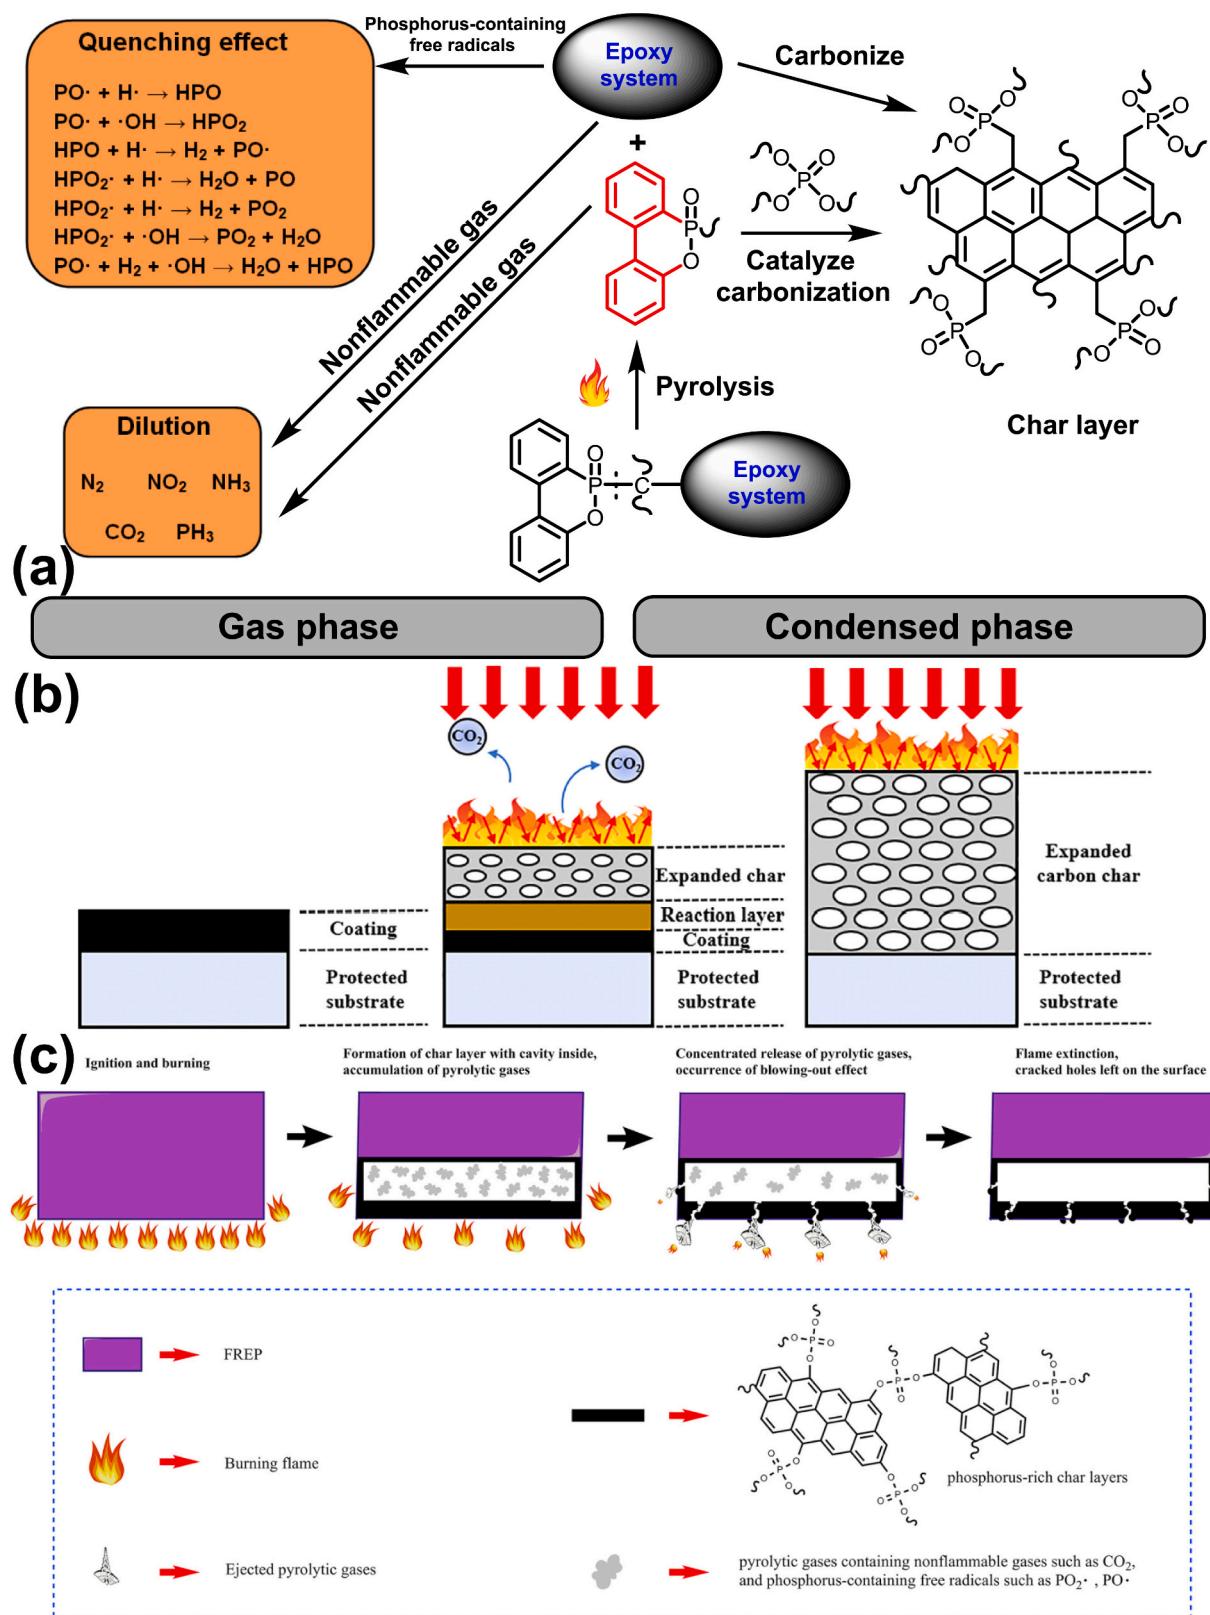 Quenching effect
PO· + H· → HPO
PO· + ·OH → HPO₂
HPO + H· → H₂ + PO·
HPO₂· + H· → H₂O + PO
HPO₂· + H· → H₂ + PO₂
HPO₂· + ·OH → PO₂ + H₂O
PO· + H₂ + ·OH → H₂O + HPO
Phosphorus-containing
free radicals
Epoxy
system
Carbonize
+
O
P
O
O
O
O
P
O
O
O
O
P
O
O
O
O
P
O
O
O
P
O
Catalyze
carbonization
Nonflammable gas
Nonflammable gas
O
P
O
O
O
O
P
O
O
Char layer
Pyrolysis
Dilution
N₂ NO₂ NH₃
CO₂ PH₃
O
P
C
O
Epoxy
system
(a)
Gas phase
Condensed phase
(b)
CO₂
CO₂
Coating
Protected
substrate
Expanded char
Reaction layer
Coating
Protected
substrate
Expanded
carbon char
Protected
substrate
(c)
Ignition and burning
Formation of char layer with cavity inside,
accumulation of pyrolytic gases
Concentrated release of pyrolytic gases,
occurrence of blowing-out effect
Flame extinction,
cracked holes left on the surface
FREP
Burning flame
Ejected pyrolytic gases
O
O P O
O
O
O P O
O
O
O P O
O
O
O P O
O
O
O P O
O
phosphorus-rich char layers
pyrolytic gases containing nonflammable gases such as CO₂,
and phosphorus-containing free radicals such as PO₂· , PO·